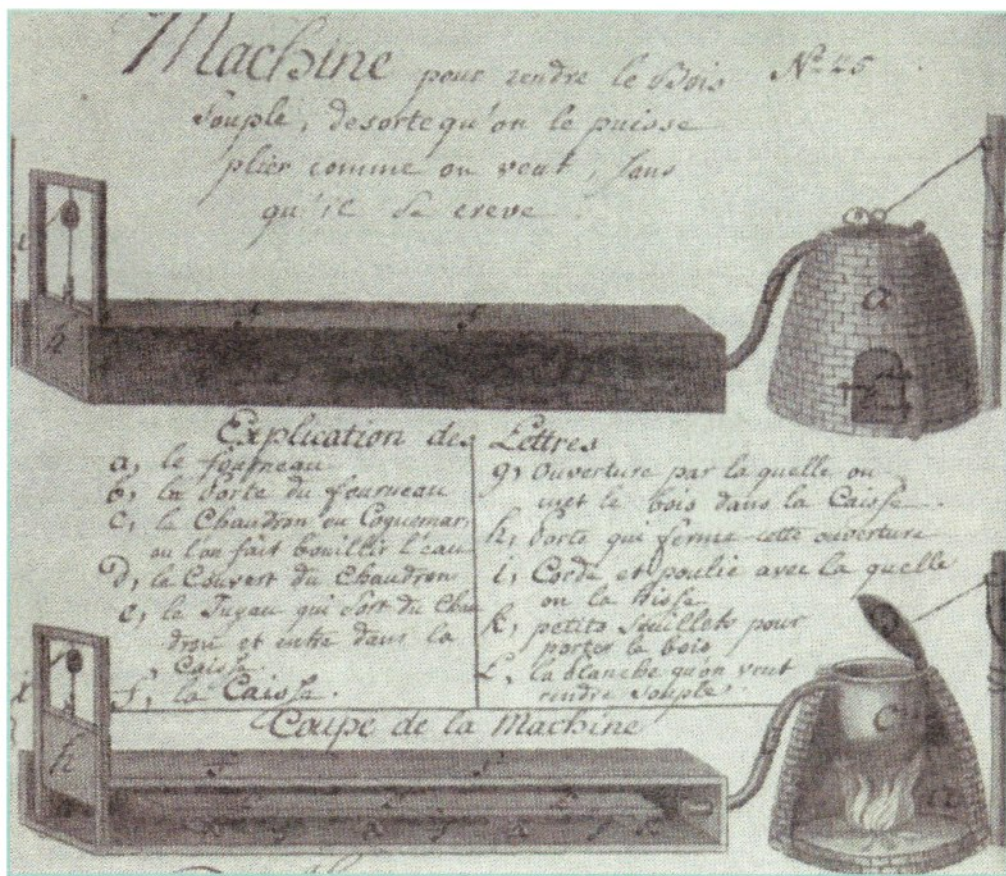 Machine pour rendre le Bois N.º 25
Souple, desorte qu'on le puisse
plier comme on veut, sans
qu'il se creve.
i
h
f f
a
Explication des Lettres
a, le fourneau
b, la Porte du fourneau
c, le Chaudron ou Coquemar,
ou l'on fait bouillir l'eau
D, le Couvert du Chaudron
e, le Tuyau qui Sort du Chau
dron et entre dans la
Caisse
f, la Caisse.
g, Ouverture par la quelle on
met le bois dans la Caisse.
h, Porte qui ferme cette ouverture
i, Corde et poulie avec la quelle
on la hisse
k, petits Seuillets pour
porter le bois
L, la planche qu'on veut
rendre Souple.
Coupe de la Machine
h
f f
D
C
a